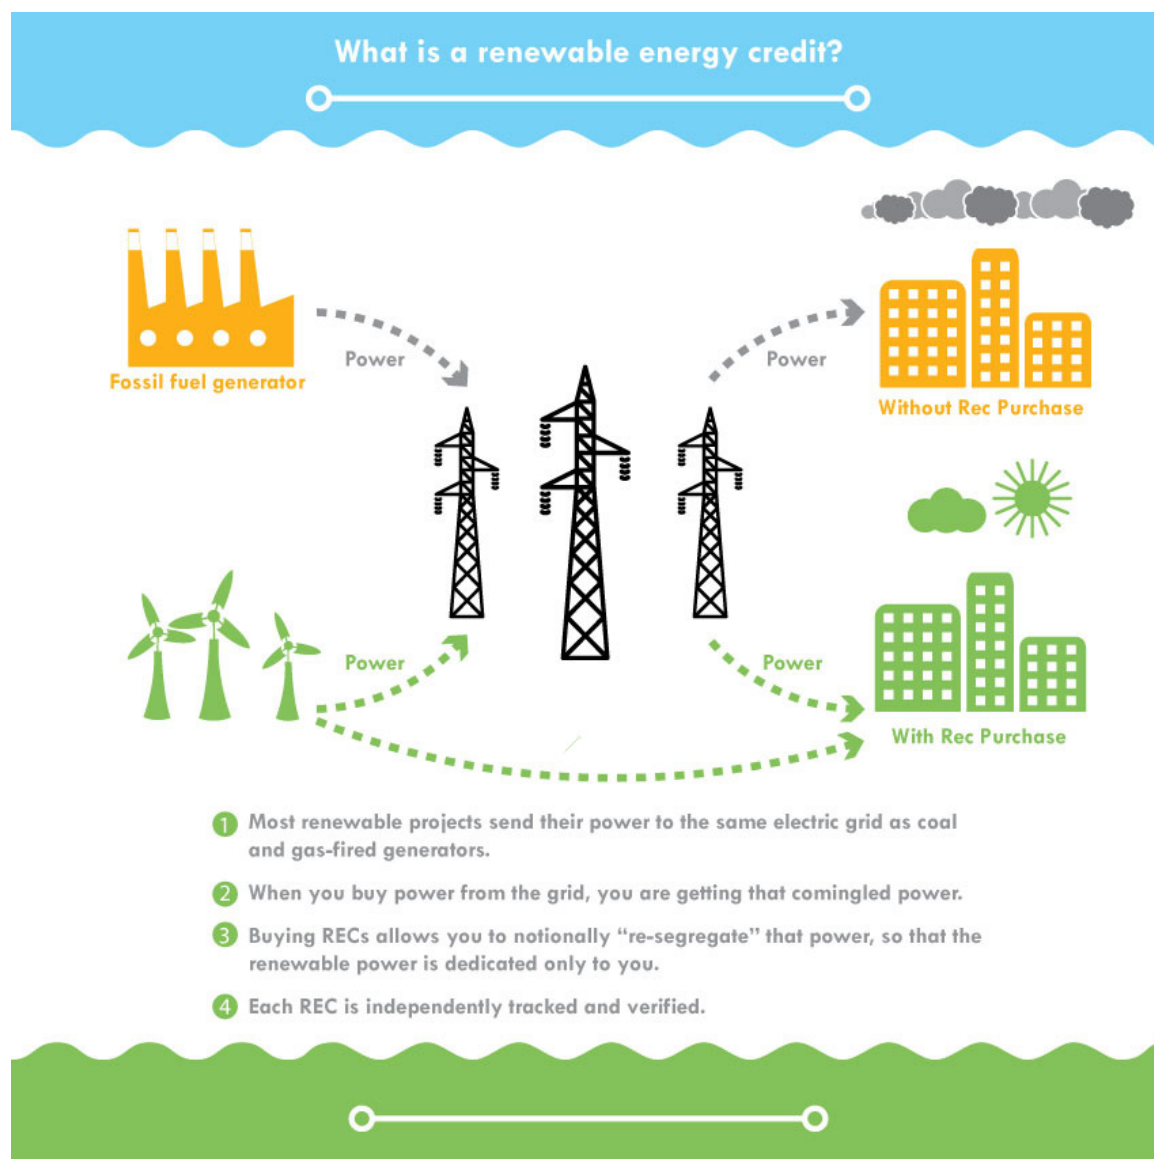 What is a renewable energy credit?
Power
Power
Fossil fuel generator
Without Rec Purchase
Power
Power
With Rec Purchase
1 Most renewable projects send their power to the same electric grid as coal
and gas-fired generators.
2 When you buy power from the grid, you are getting that comingled power.
3 Buying RECs allows you to notionally “re-segregate” that power, so that the
renewable power is dedicated only to you.
4 Each REC is independently tracked and verified.